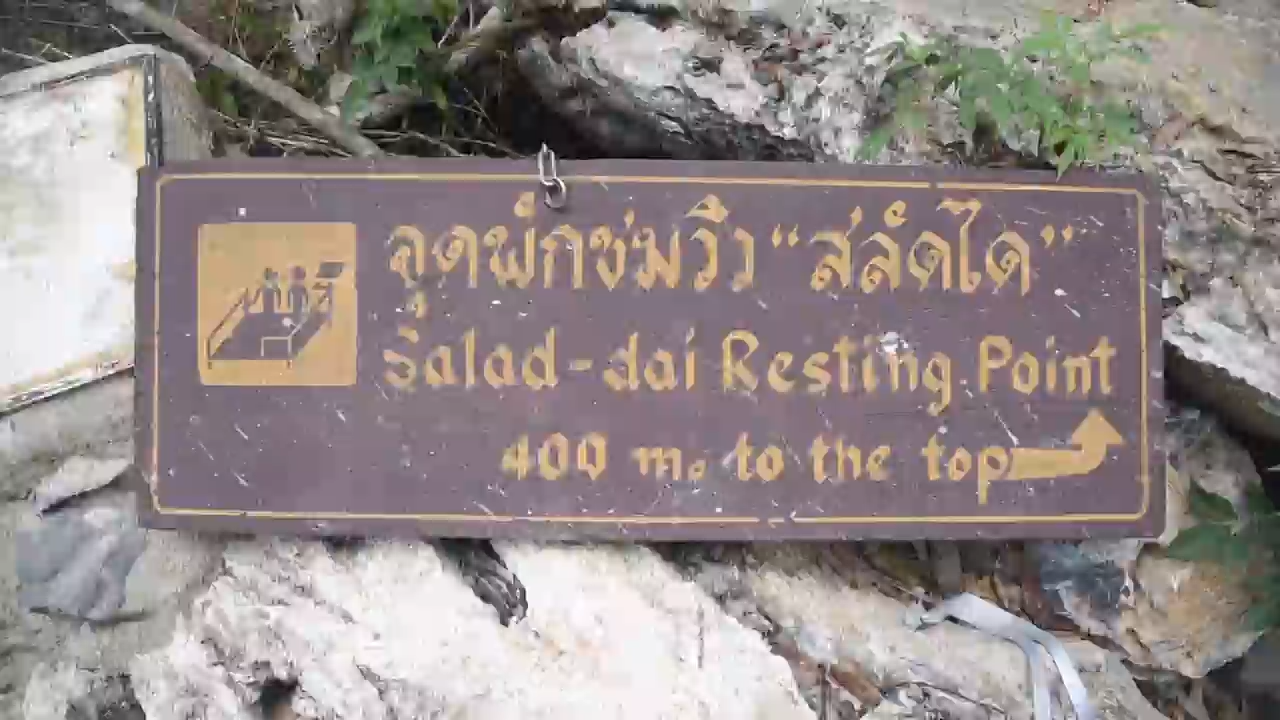 จุดพักชมวิว “สลัดได”
Salad-dai Resting Point
400 m. to the top